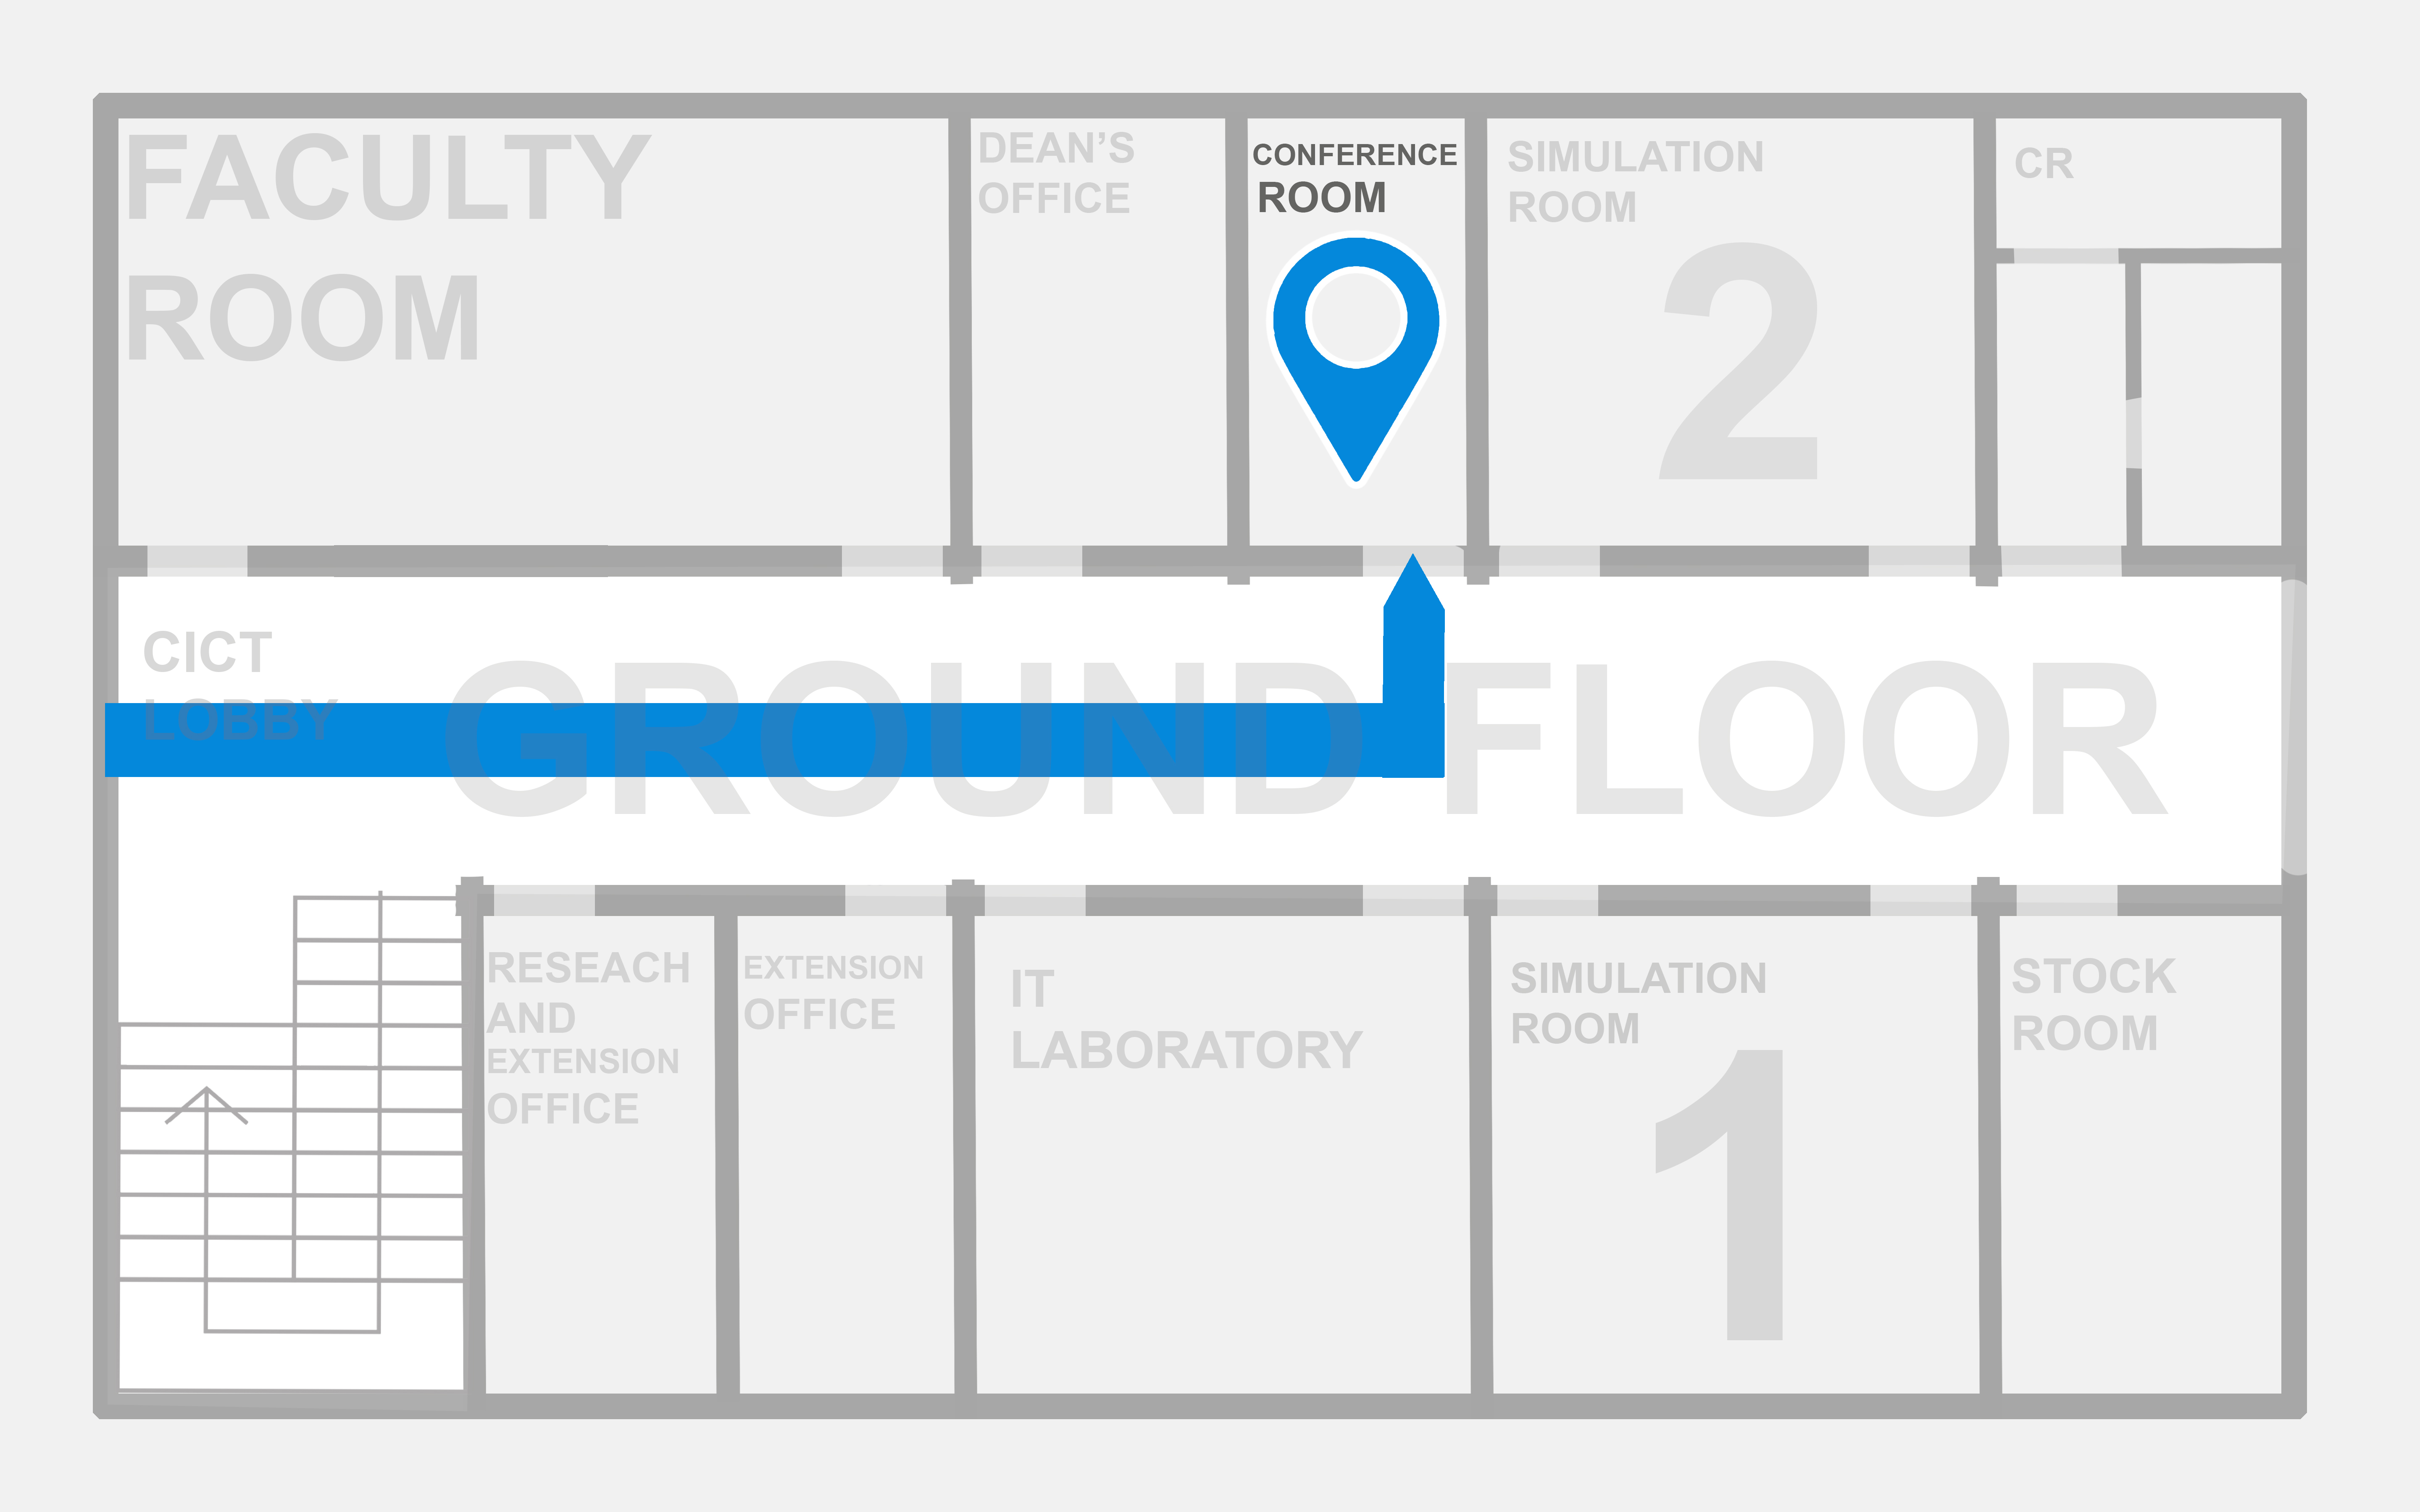 FACULTY
ROOM
DEAN'S
OFFICE
CONFERENCE
ROOM
SIMULATION
ROOM
2
CR
CICT
LOBBY
GROUND FLOOR
RESEACH
AND
EXTENSION
OFFICE
EXTENSION
OFFICE
IT
LABORATORY
SIMULATION
ROOM
1
STOCK
ROOM